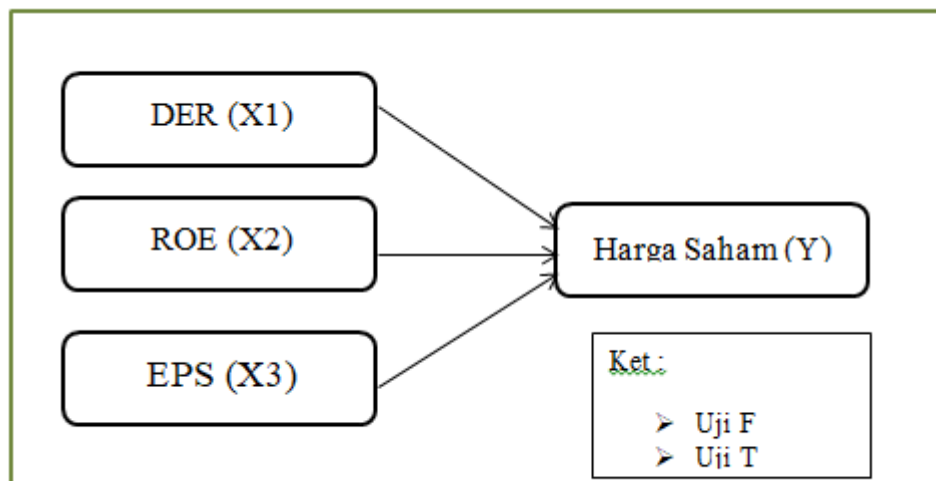 DER (X1)
ROE (X2)
Harga Saham (Y)
EPS (X3)
Ket :
➢ Uji F
➢ Uji T